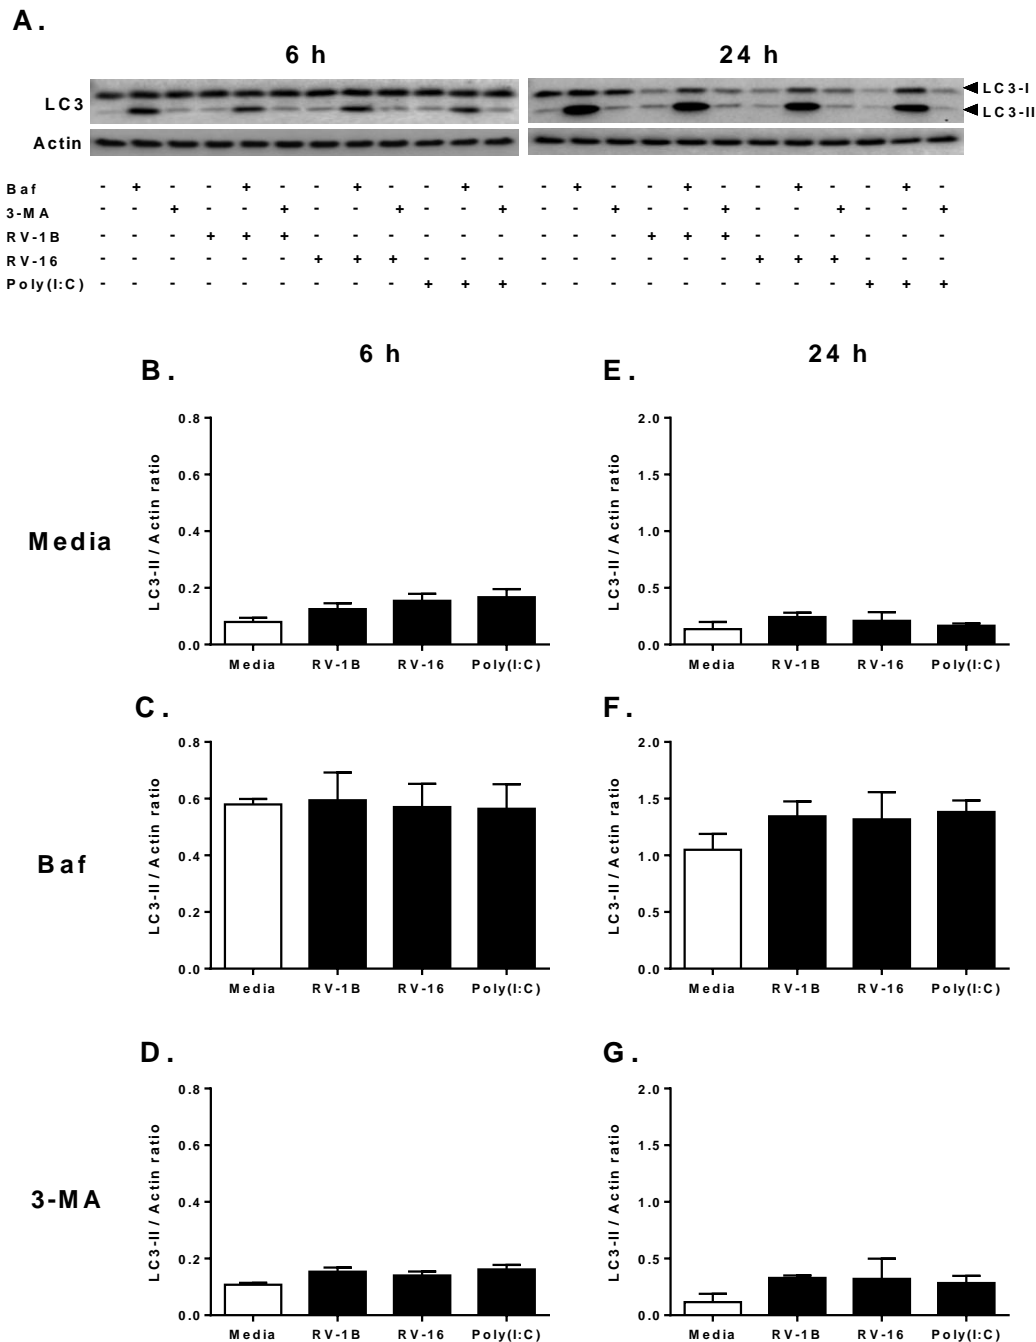 A.
6 h 24 h
LC3 LC3-I
LC3-II
Actin
Baf - + - - + - - + - - + - - + - - + - - + - - + -
3-MA - - + - - + - - + - - + - - + - - + - - + - - +
RV-1B - - - + + + - - - - - - - - - + + + - - - - - -
RV-16 - - - - - - + + + - - - - - - - - - + + + - - -
Poly(I:C) - - - - - - - - - + + + - - - - - - - - - + + +
6 h 24 h
B. E.
Media
LC3-II / Actin ratio
0.8
0.6
0.4
0.2
0.0
Media RV-1B RV-16 Poly(I:C)
LC3-II / Actin ratio
2.0
1.5
1.0
0.5
0.0
Media RV-1B RV-16 Poly(I:C)
C. F.
Baf
LC3-II / Actin ratio
0.8
0.6
0.4
0.2
0.0
Media RV-1B RV-16 Poly(I:C)
LC3-II / Actin ratio
2.0
1.5
1.0
0.5
0.0
Media RV-1B RV-16 Poly(I:C)
D. G.
3-MA
LC3-II / Actin ratio
0.8
0.6
0.4
0.2
0.0
Media RV-1B RV-16 Poly(I:C)
LC3-II / Actin ratio
2.0
1.5
1.0
0.5
0.0
Media RV-1B RV-16 Poly(I:C)